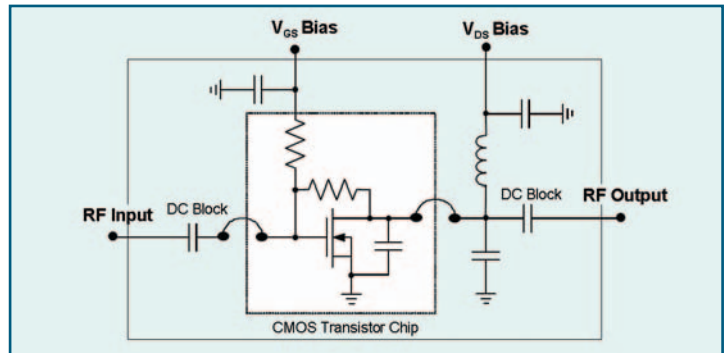 V_GS Bias
V_DS Bias
DC Block
RF Input
DC Block
RF Output
CMOS Transistor Chip